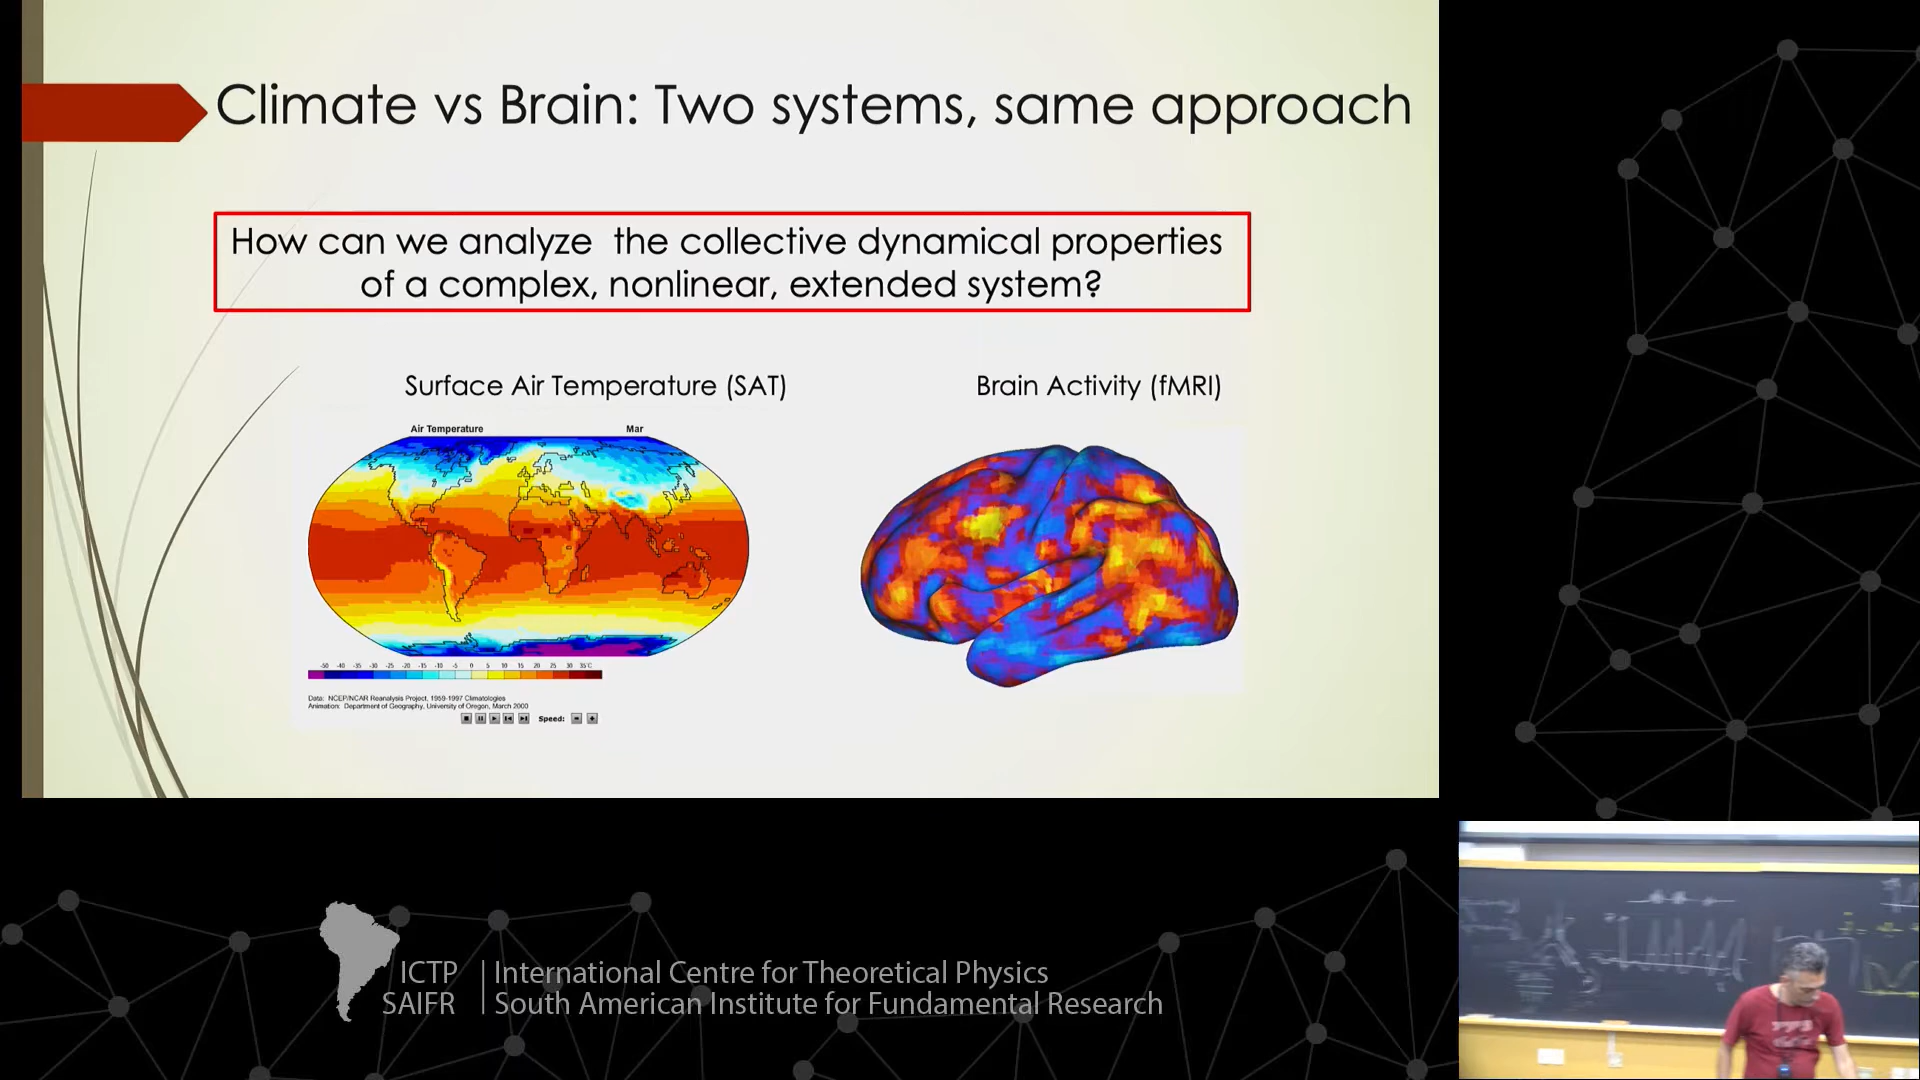 Climate vs Brain: Two systems, same approach
How can we analyze the collective dynamical properties
of a complex, nonlinear, extended system?
Surface Air Temperature (SAT)
Brain Activity (fMRI)
Air Temperature
Mar
-50 -40 -35 -30 -25 -20 -15 -10 -5 0 5 10 15 20 25 30 35°C
Data: NCEP/NCAR Reanalysis Project, 1959-1997 Climatologies
Animation: Department of Geography, University of Oregon, March 2000
Speed:
ICTP
SAIFR
International Centre for Theoretical Physics
South American Institute for Fundamental Research